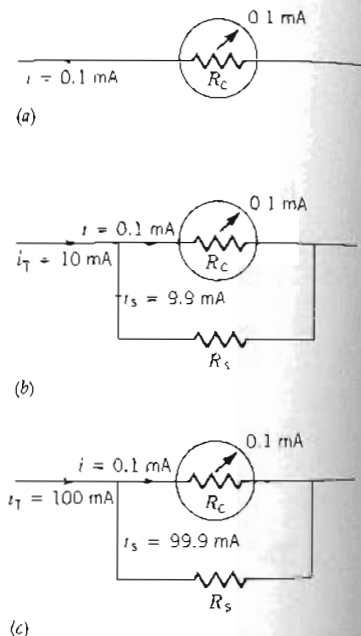 0.1 mA
i = 0.1 mA
R_C
(a)
0.1 mA
i = 0.1 mA
R_C
i_T = 10 mA
i_S = 9.9 mA
R_s
(b)
0.1 mA
i = 0.1 mA
R_C
i_T = 100 mA
i_S = 99.9 mA
R_s
(c)